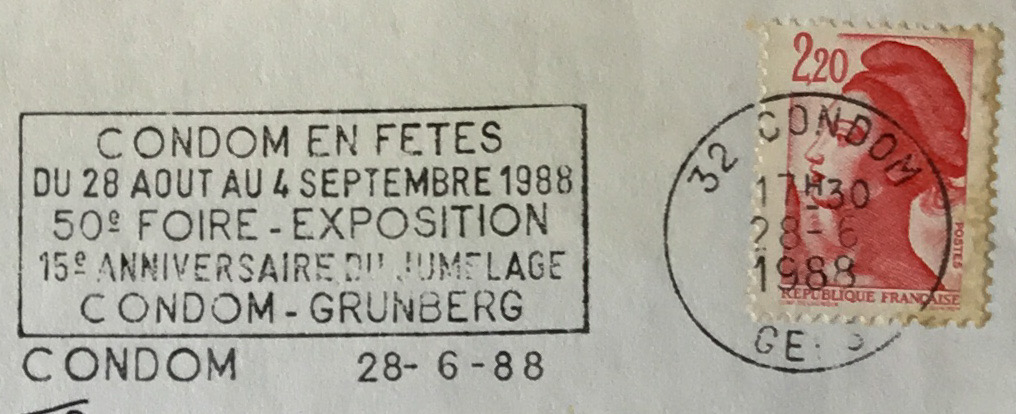 CONDOM EN FETES
DU 28 AOUT AU 4 SEPTEMBRE 1988
50e FOIRE - EXPOSITION
15e ANNIVERSAIRE DU JUMELAGE
CONDOM - GRUNBERG
CONDOM 28- 6 -88
2,20
32 CONDOM
17H30
28-6
1988
POSTES
REPUBLIQUE FRANÇAISE